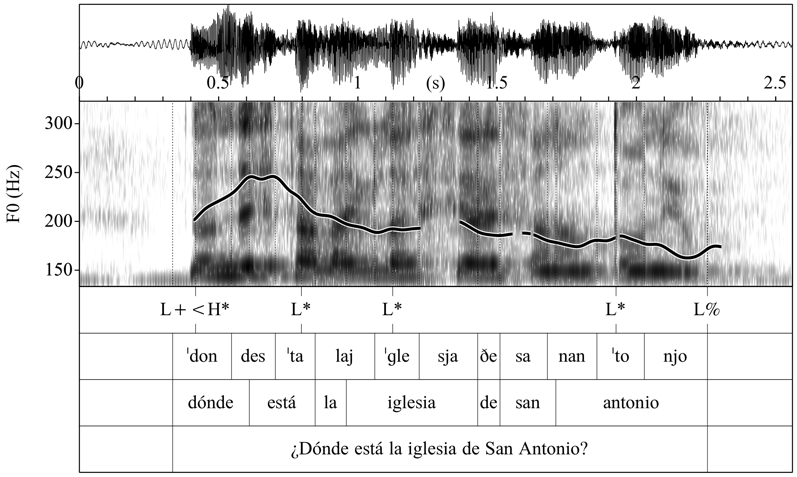 0 0.5 1 (s) 1.5 2 2.5
300
250
F0 (Hz)
200
150
L+<H* L* L* L* L%
ˈdon des ˈta laj ˈɡle sja ðe sa nan ˈto njo
dónde está la iglesia de san antonio
¿Dónde está la iglesia de San Antonio?